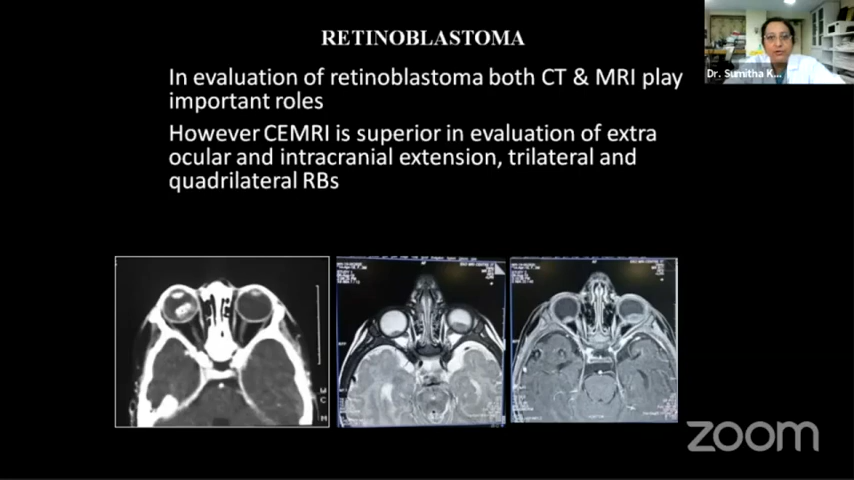 RETINOBLASTOMA
Dr. Sumitha K...
In evaluation of retinoblastoma both CT & MRI play
important roles
However CEMRI is superior in evaluation of extra
ocular and intracranial extension, trilateral and
quadrilateral RBs
W
C
M
zoom